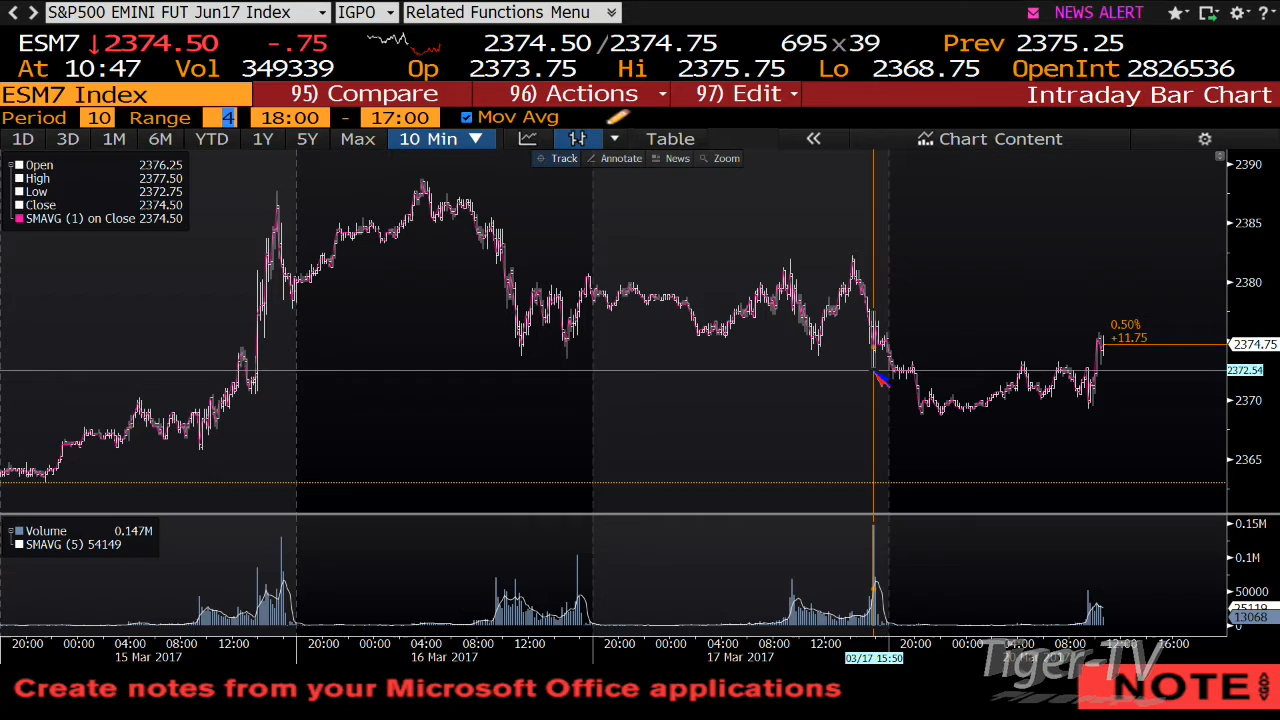 S&P500 EMINI FUT Jun17 Index IGPO Related Functions Menu NEWS ALERT ?
ESM7 ↓2374.50 -.75 2374.50/2374.75 695x39 Prev 2375.25
At 10:47 Vol 349339 Op 2373.75 Hi 2375.75 Lo 2368.75 OpenInt 2826536
ESM7 Index 95) Compare 96) Actions 97) Edit Intraday Bar Chart
Period 10 Range 4 18:00 - 17:00 Mov Avg
1D 3D 1M 6M YTD 1Y 5Y Max 10 Min Table Chart Content
Track Annotate News Zoom
Open 2376.25
High 2377.50
Low 2372.75
Close 2374.50
SMAVG (1) on Close 2374.50
2390
2385
2380
0.50%
+11.75
2374.75
2372.54
2370
2365
Volume 0.147M
SMAVG (5) 54149
0.15M
0.1M
50000
25119
13068
0
20:00 00:00 04:00 08:00 12:00 20:00 00:00 04:00 08:00 12:00 20:00 00:00 04:00 08:00 12:00 20:00 00:00 04:00 08:00 12:00 16:00
15 Mar 2017 16 Mar 2017 17 Mar 2017 03/17 15:50
Tiger-TV
Create notes from your Microsoft Office applications
NOTE